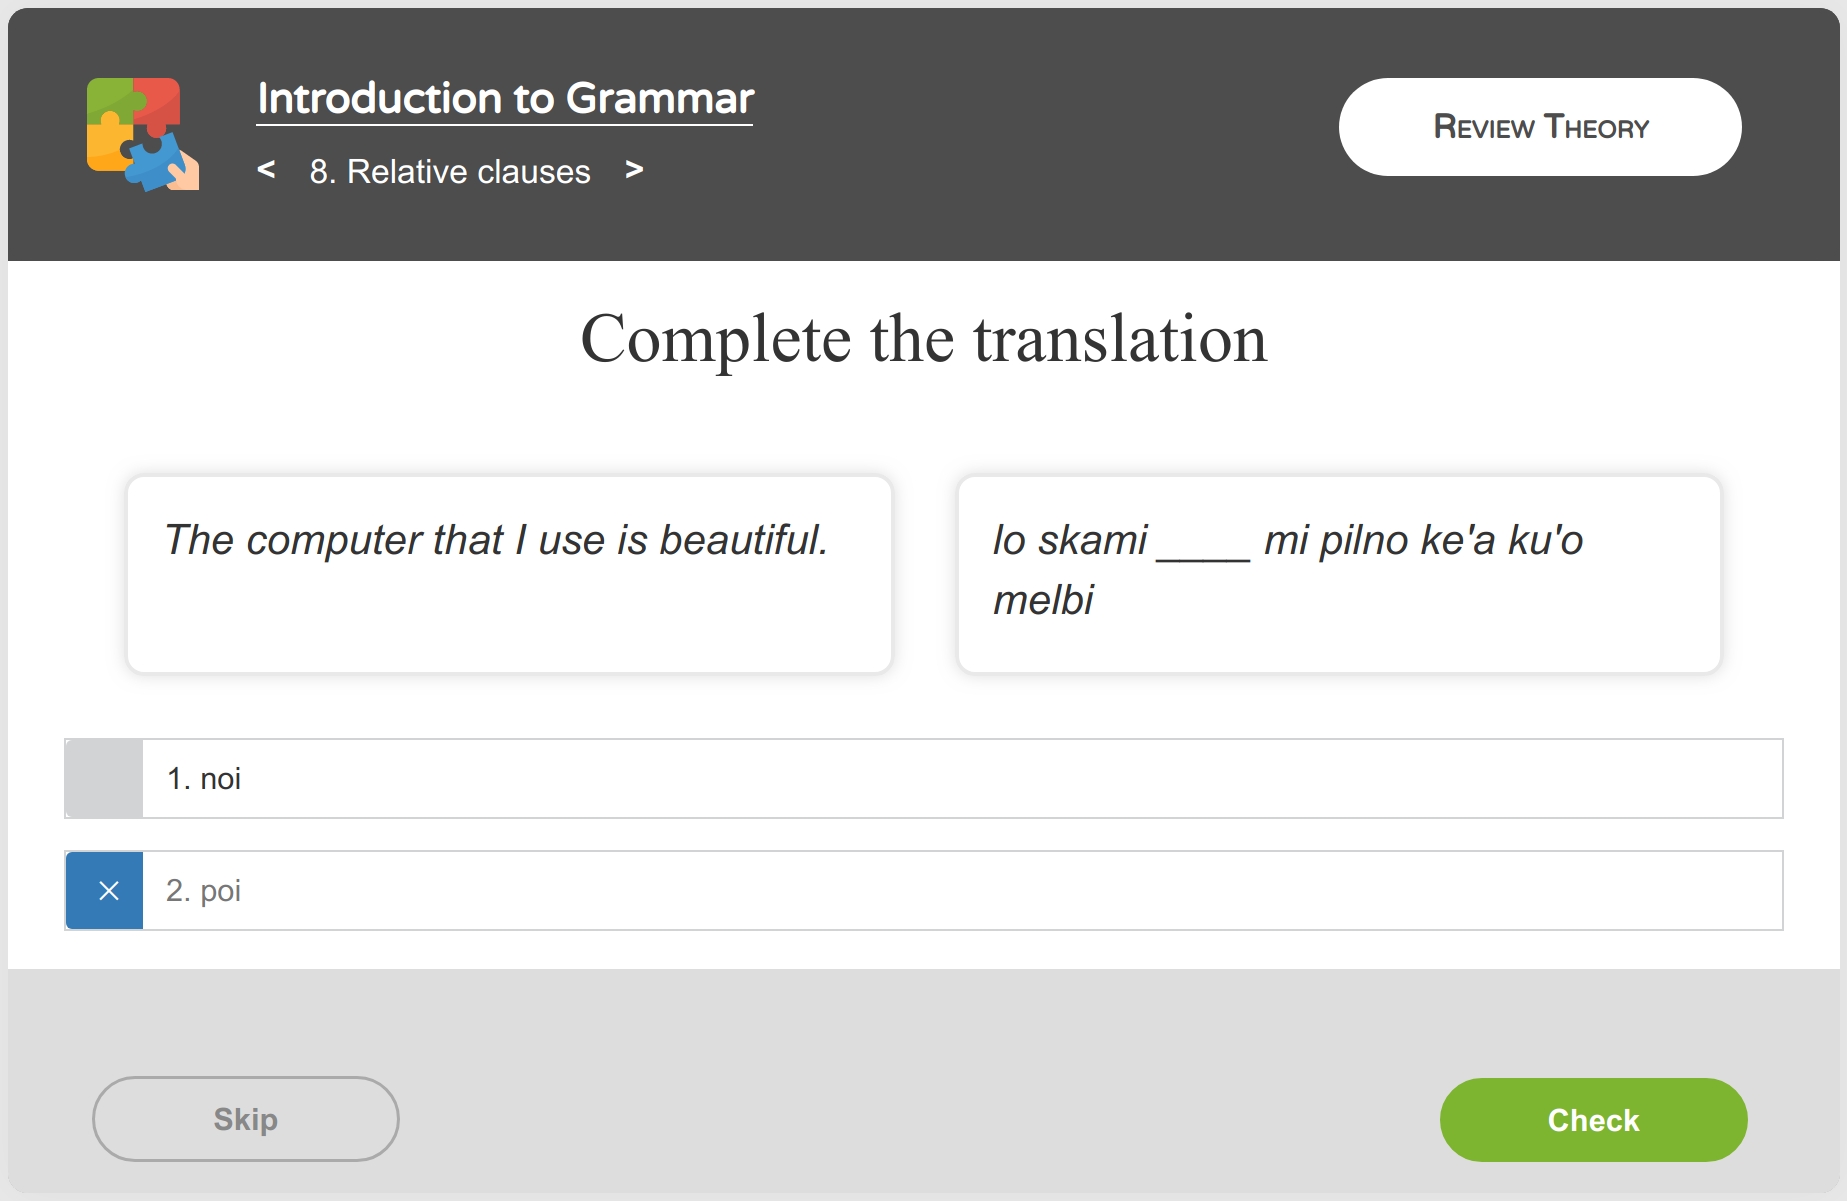 Introduction to Grammar
< 8. Relative clauses >
Review Theory
Complete the translation
The computer that I use is beautiful.
lo skami ____ mi pilno ke'a ku'o
melbi
1. noi
2. poi
Skip
Check